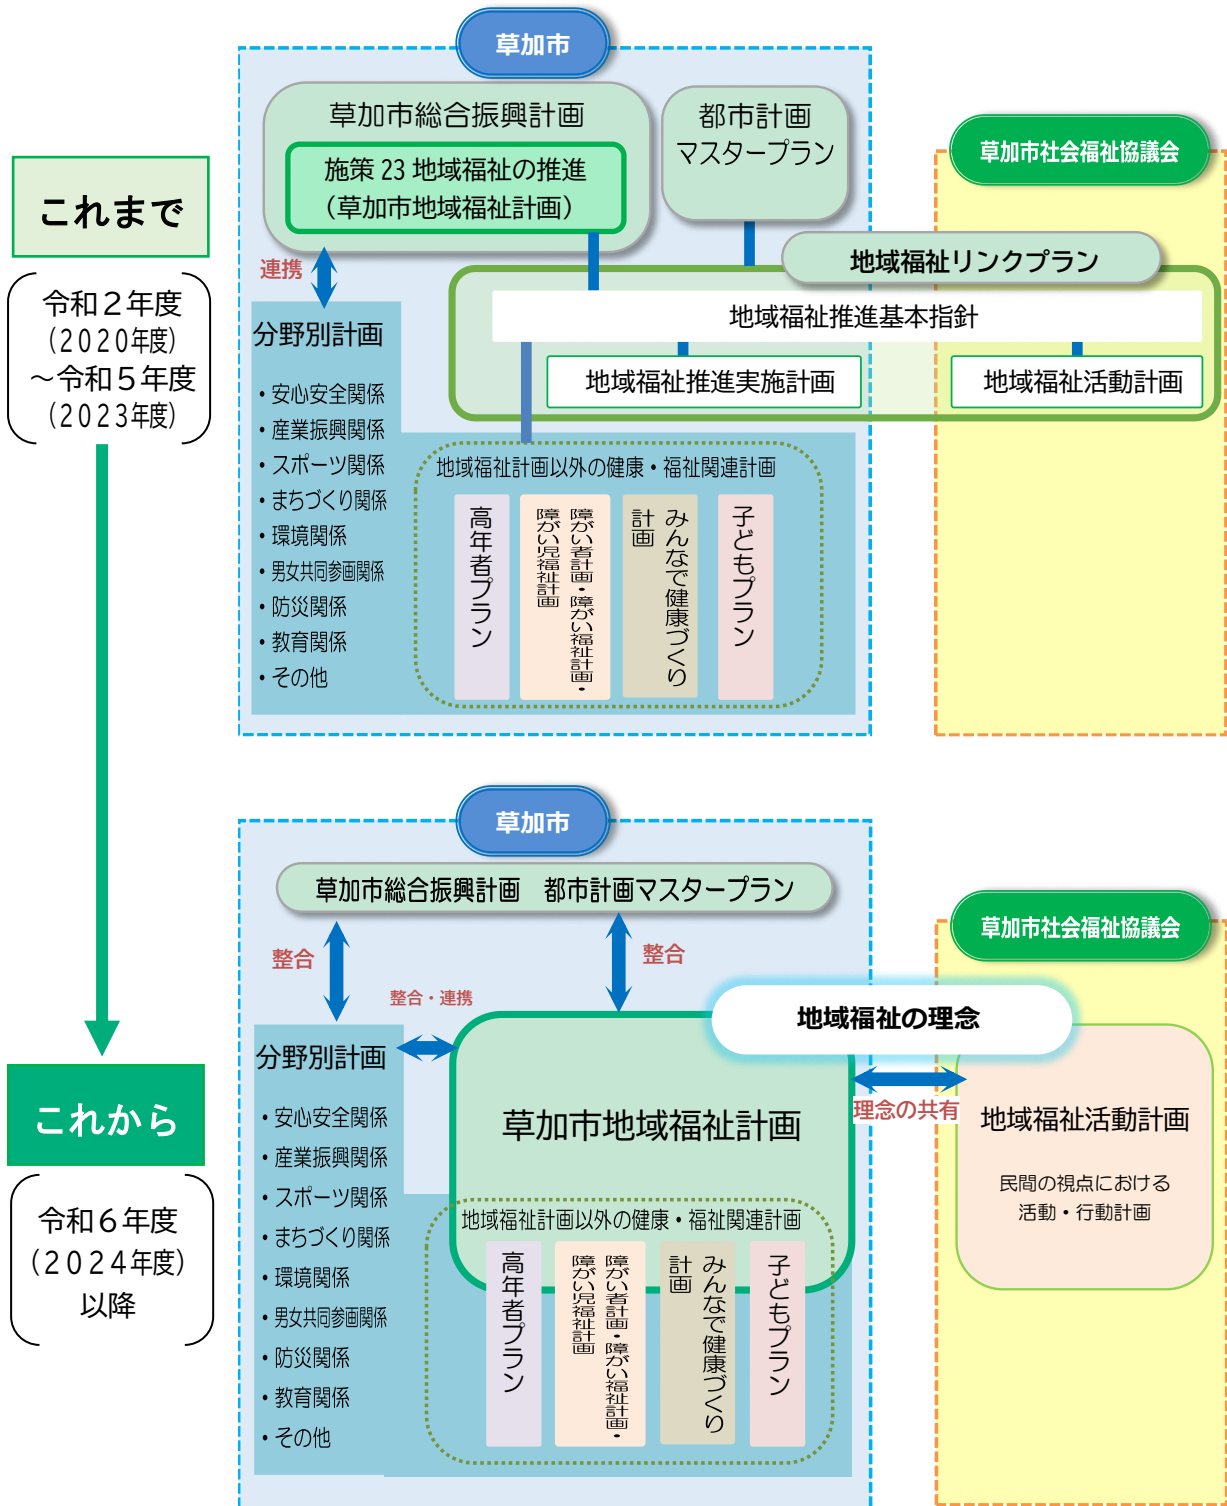 草加市
草加市総合振興計画
施策 23 地域福祉の推進
（草加市地域福祉計画）
都市計画
マスタープラン
草加市社会福祉協議会
これまで
令和２年度
（２０２０年度）
～令和５年度
（２０２３年度）
連携
地域福祉リンクプラン
地域福祉推進基本指針
地域福祉推進実施計画
地域福祉活動計画
分野別計画
・安心安全関係
・産業振興関係
・スポーツ関係
・まちづくり関係
・環境関係
・男女共同参画関係
・防災関係
・教育関係
・その他
地域福祉計画以外の健康・福祉関連計画
高年者プラン
障がい者計画・障がい福祉計画・
障がい児福祉計画
みんなで健康づくり
計画
子どもプラン
草加市
草加市総合振興計画　都市計画マスタープラン
草加市社会福祉協議会
整合
整合
整合・連携
地域福祉の理念
これから
令和６年度
（２０２４年度）
以降
分野別計画
・安心安全関係
・産業振興関係
・スポーツ関係
・まちづくり関係
・環境関係
・男女共同参画関係
・防災関係
・教育関係
・その他
草加市地域福祉計画
理念の共有
地域福祉活動計画
民間の視点における
活動・行動計画
地域福祉計画以外の健康・福祉関連計画
高年者プラン
障がい者計画・障がい福祉計画・
障がい児福祉計画
みんなで健康づくり
計画
子どもプラン